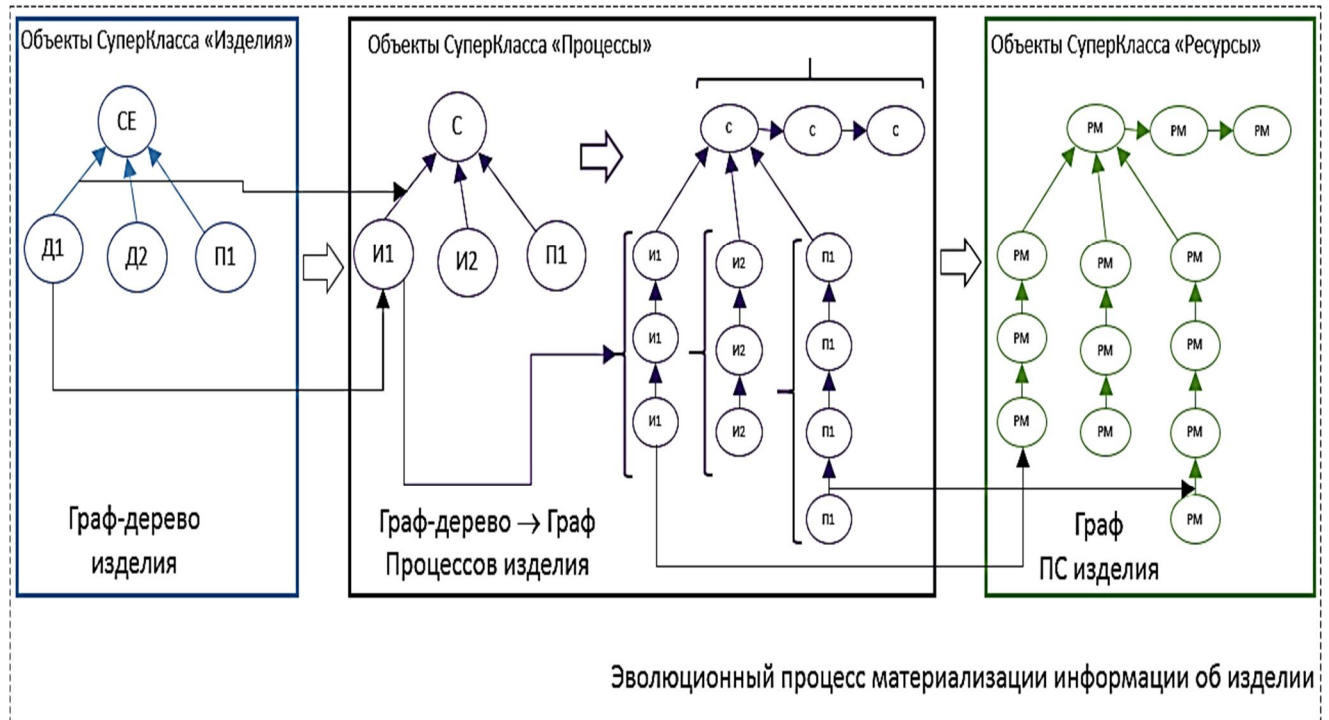 Объекты СуперКласса «Изделия»
СЕ
Д1
Д2
П1
Граф-дерево
изделия
Объекты СуперКласса «Процессы»
С
И1
И2
П1
С
С
С
И1
И2
П1
И1
И2
П1
И1
И2
П1
П1
Граф-дерево → Граф
Процессов изделия
Объекты СуперКласса «Ресурсы»
РМ
РМ
РМ
РМ
РМ
РМ
РМ
РМ
РМ
РМ
РМ
РМ
РМ
Граф
ПС изделия
Эволюционный процесс материализации информации об изделии